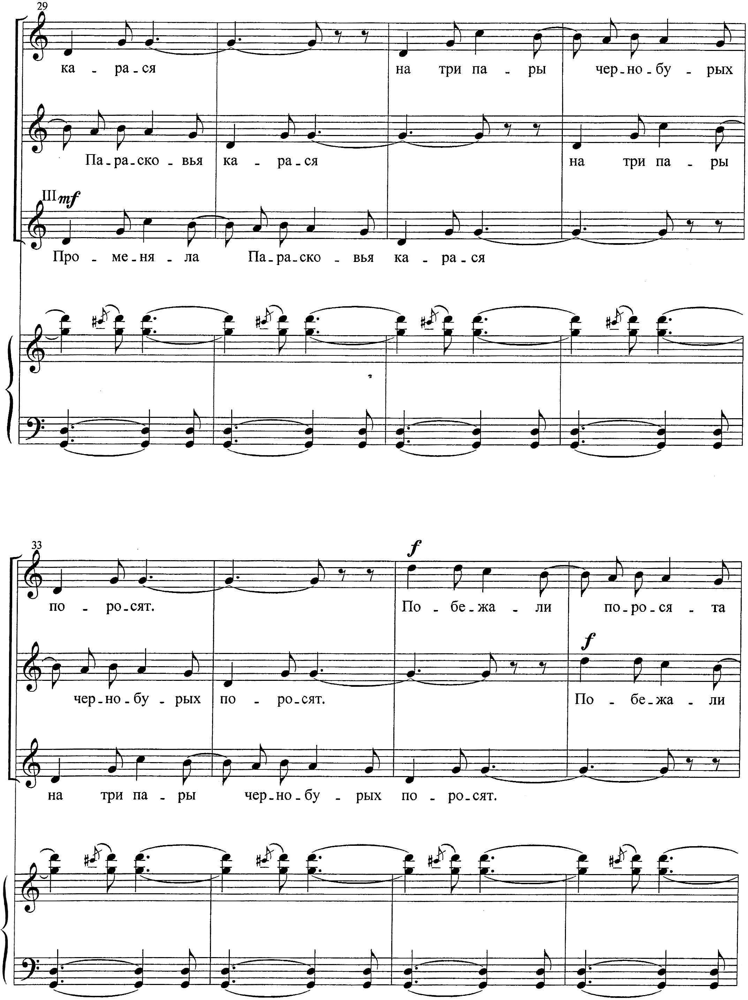 29
ка - ра - ся на три па - ры чер - но - бу - рых
Па - ра - ско - вья ка - ра - ся на три па - ры
III mf
Про - ме - ня - ла Па - ра - ско - вья ка - ра - ся
33
f
по - ро - сят. По - бе - жа - ли по - ро - ся - та
f
чер - но - бу - рых по - ро - сят. По - бе - жа - ли
на три па - ры чер - но - бу - рых по - ро - сят.